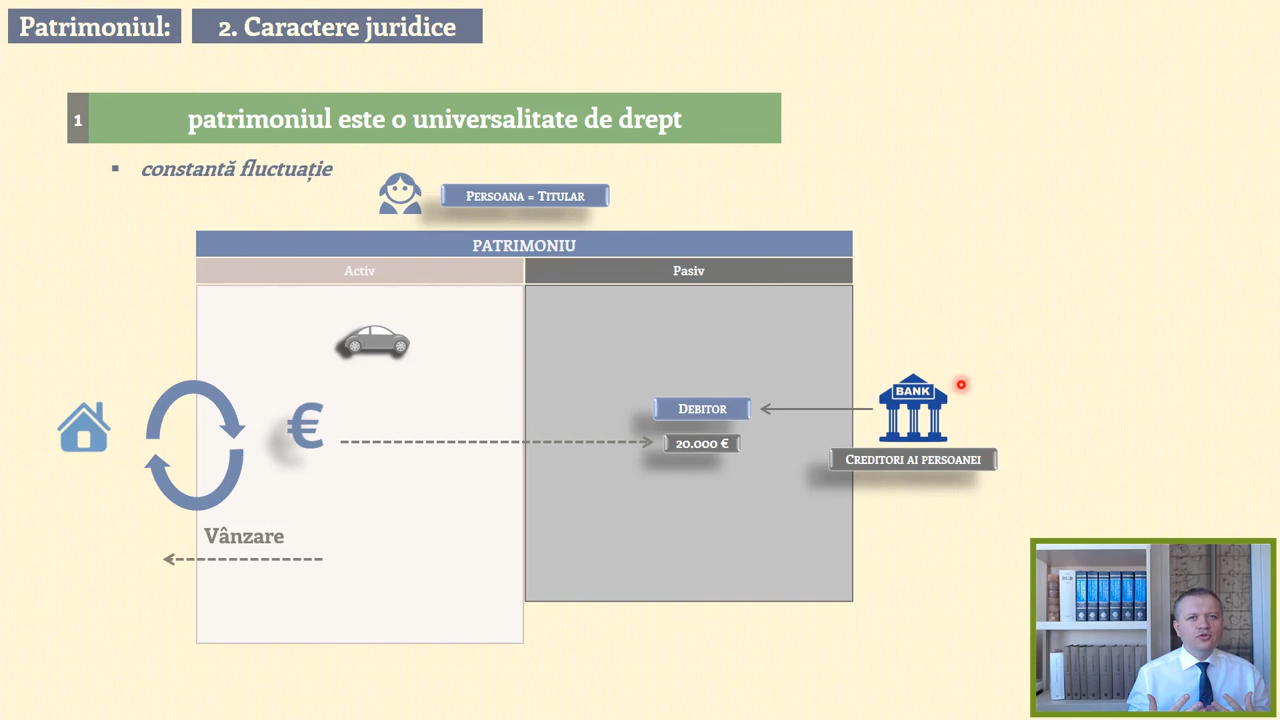 Patrimoniul:
2. Caractere juridice
1
patrimoniul este o universalitate de drept
constantă fluctuație
Persoana = Titular
PATRIMONIU
Activ
Pasiv
BANK
€
Debitor
20.000 €
Creditori ai persoanei
Vânzare